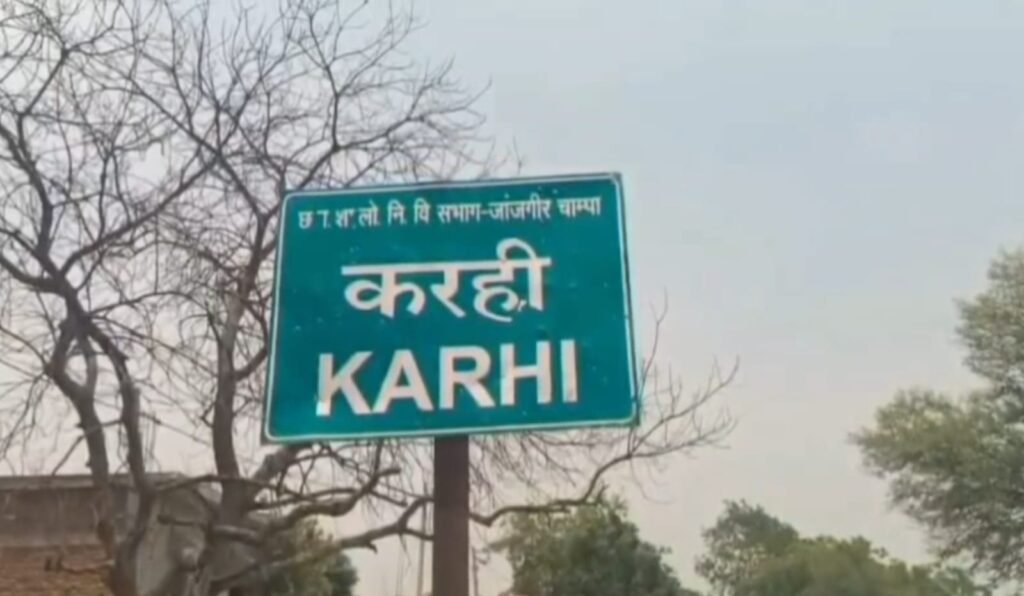 छ.ग. श. लो. नि. वि सभाग-जांजगीर चाम्पा
करही
KARHI